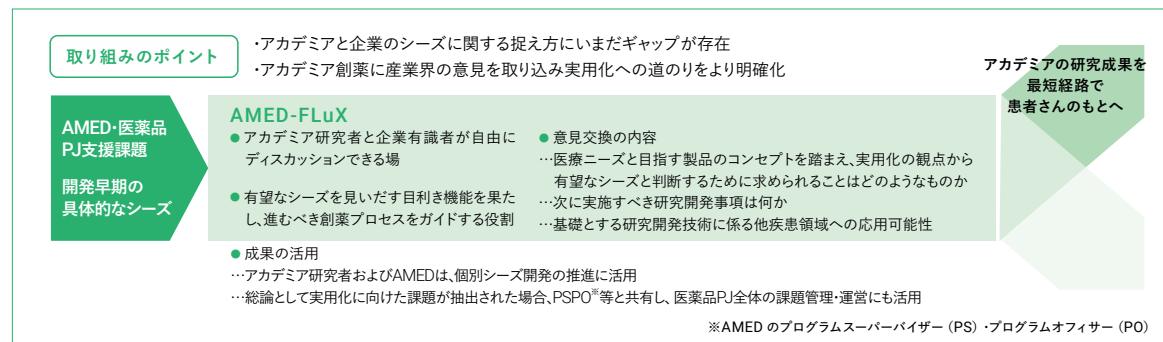 取り組みのポイント
・アカデミアと企業のシーズに関する捉え方にいまだギャップが存在
・アカデミア創薬に産業界の意見を取り込み実用化への道のりをより明確化
アカデミアの研究成果を
最短経路で
患者さんのもとへ
AMED・医薬品
PJ支援課題
開発早期の
具体的なシーズ
AMED-FLuX
● アカデミア研究者と企業有識者が自由に
ディスカッションできる場
● 有望なシーズを見いだす目利き機能を果た
し、進むべき創薬プロセスをガイドする役割
● 意見交換の内容
…医療ニーズと目指す製品のコンセプトを踏まえ、実用化の観点から
有望なシーズと判断するために求められることはどのようなものか
…次に実施すべき研究開発事項は何か
…基礎とする研究開発技術に係る他疾患領域への応用可能性
● 成果の活用
…アカデミア研究者およびAMEDは、個別シーズ開発の推進に活用
…総論として実用化に向けた課題が抽出された場合、PSPO※等と共有し、医薬品PJ全体の課題管理・運営にも活用
※AMED のプログラムスーパーバイザー（PS）・プログラムオフィサー（PO）